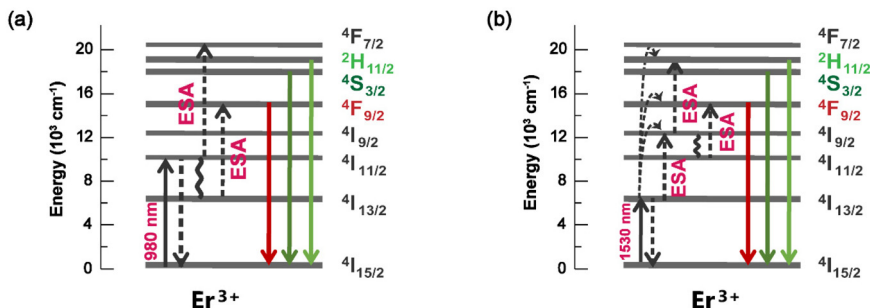 (a)
Energy (10³ cm⁻¹)
20
16
12
8
4
0
980 nm
ESA
ESA
⁴F₇/₂
²H₁₁/₂
⁴S₃/₂
⁴F₉/₂
⁴I₉/₂
⁴I₁₁/₂
⁴I₁₃/₂
⁴I₁₅/₂
Er³⁺
(b)
Energy (10³ cm⁻¹)
20
16
12
8
4
0
1530 nm
ESA
ESA
ESA
⁴F₇/₂
²H₁₁/₂
⁴S₃/₂
⁴F₉/₂
⁴I₉/₂
⁴I₁₁/₂
⁴I₁₃/₂
⁴I₁₅/₂
Er³⁺